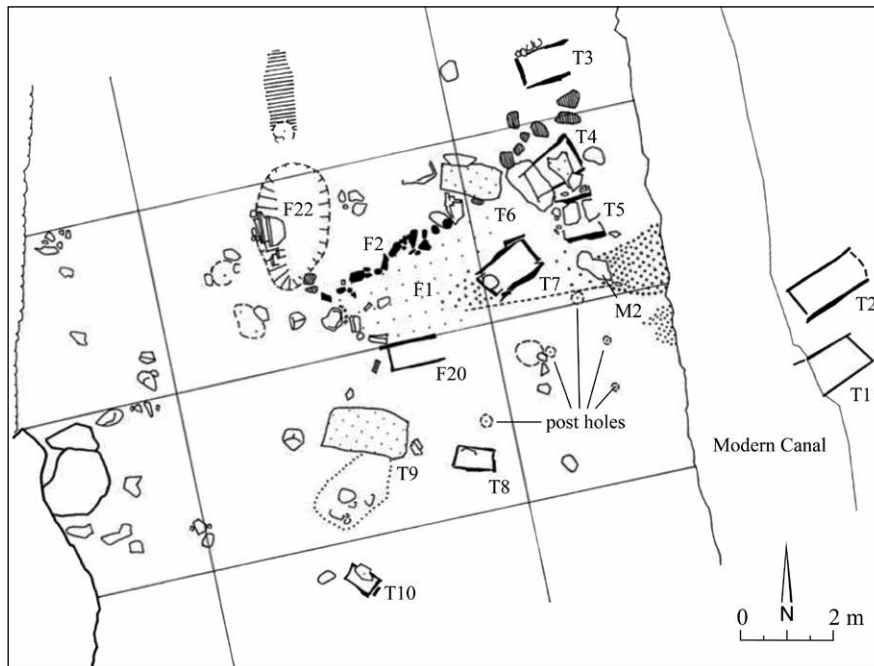 T3
T4
F22
T6
T5
F2
F1
T7
T2
M2
F20
T1
post holes
Modern Canal
T9
T8
T10
0 N 2 m